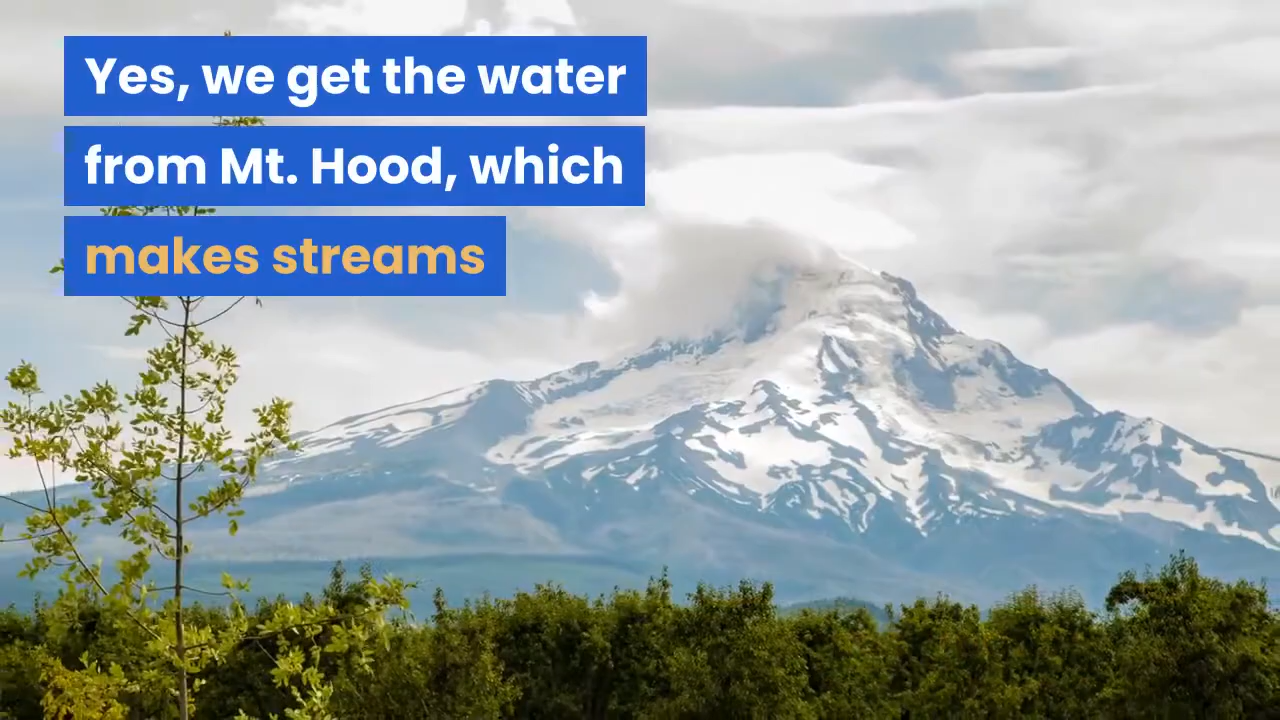 Yes, we get the water
from Mt. Hood, which
makes streams